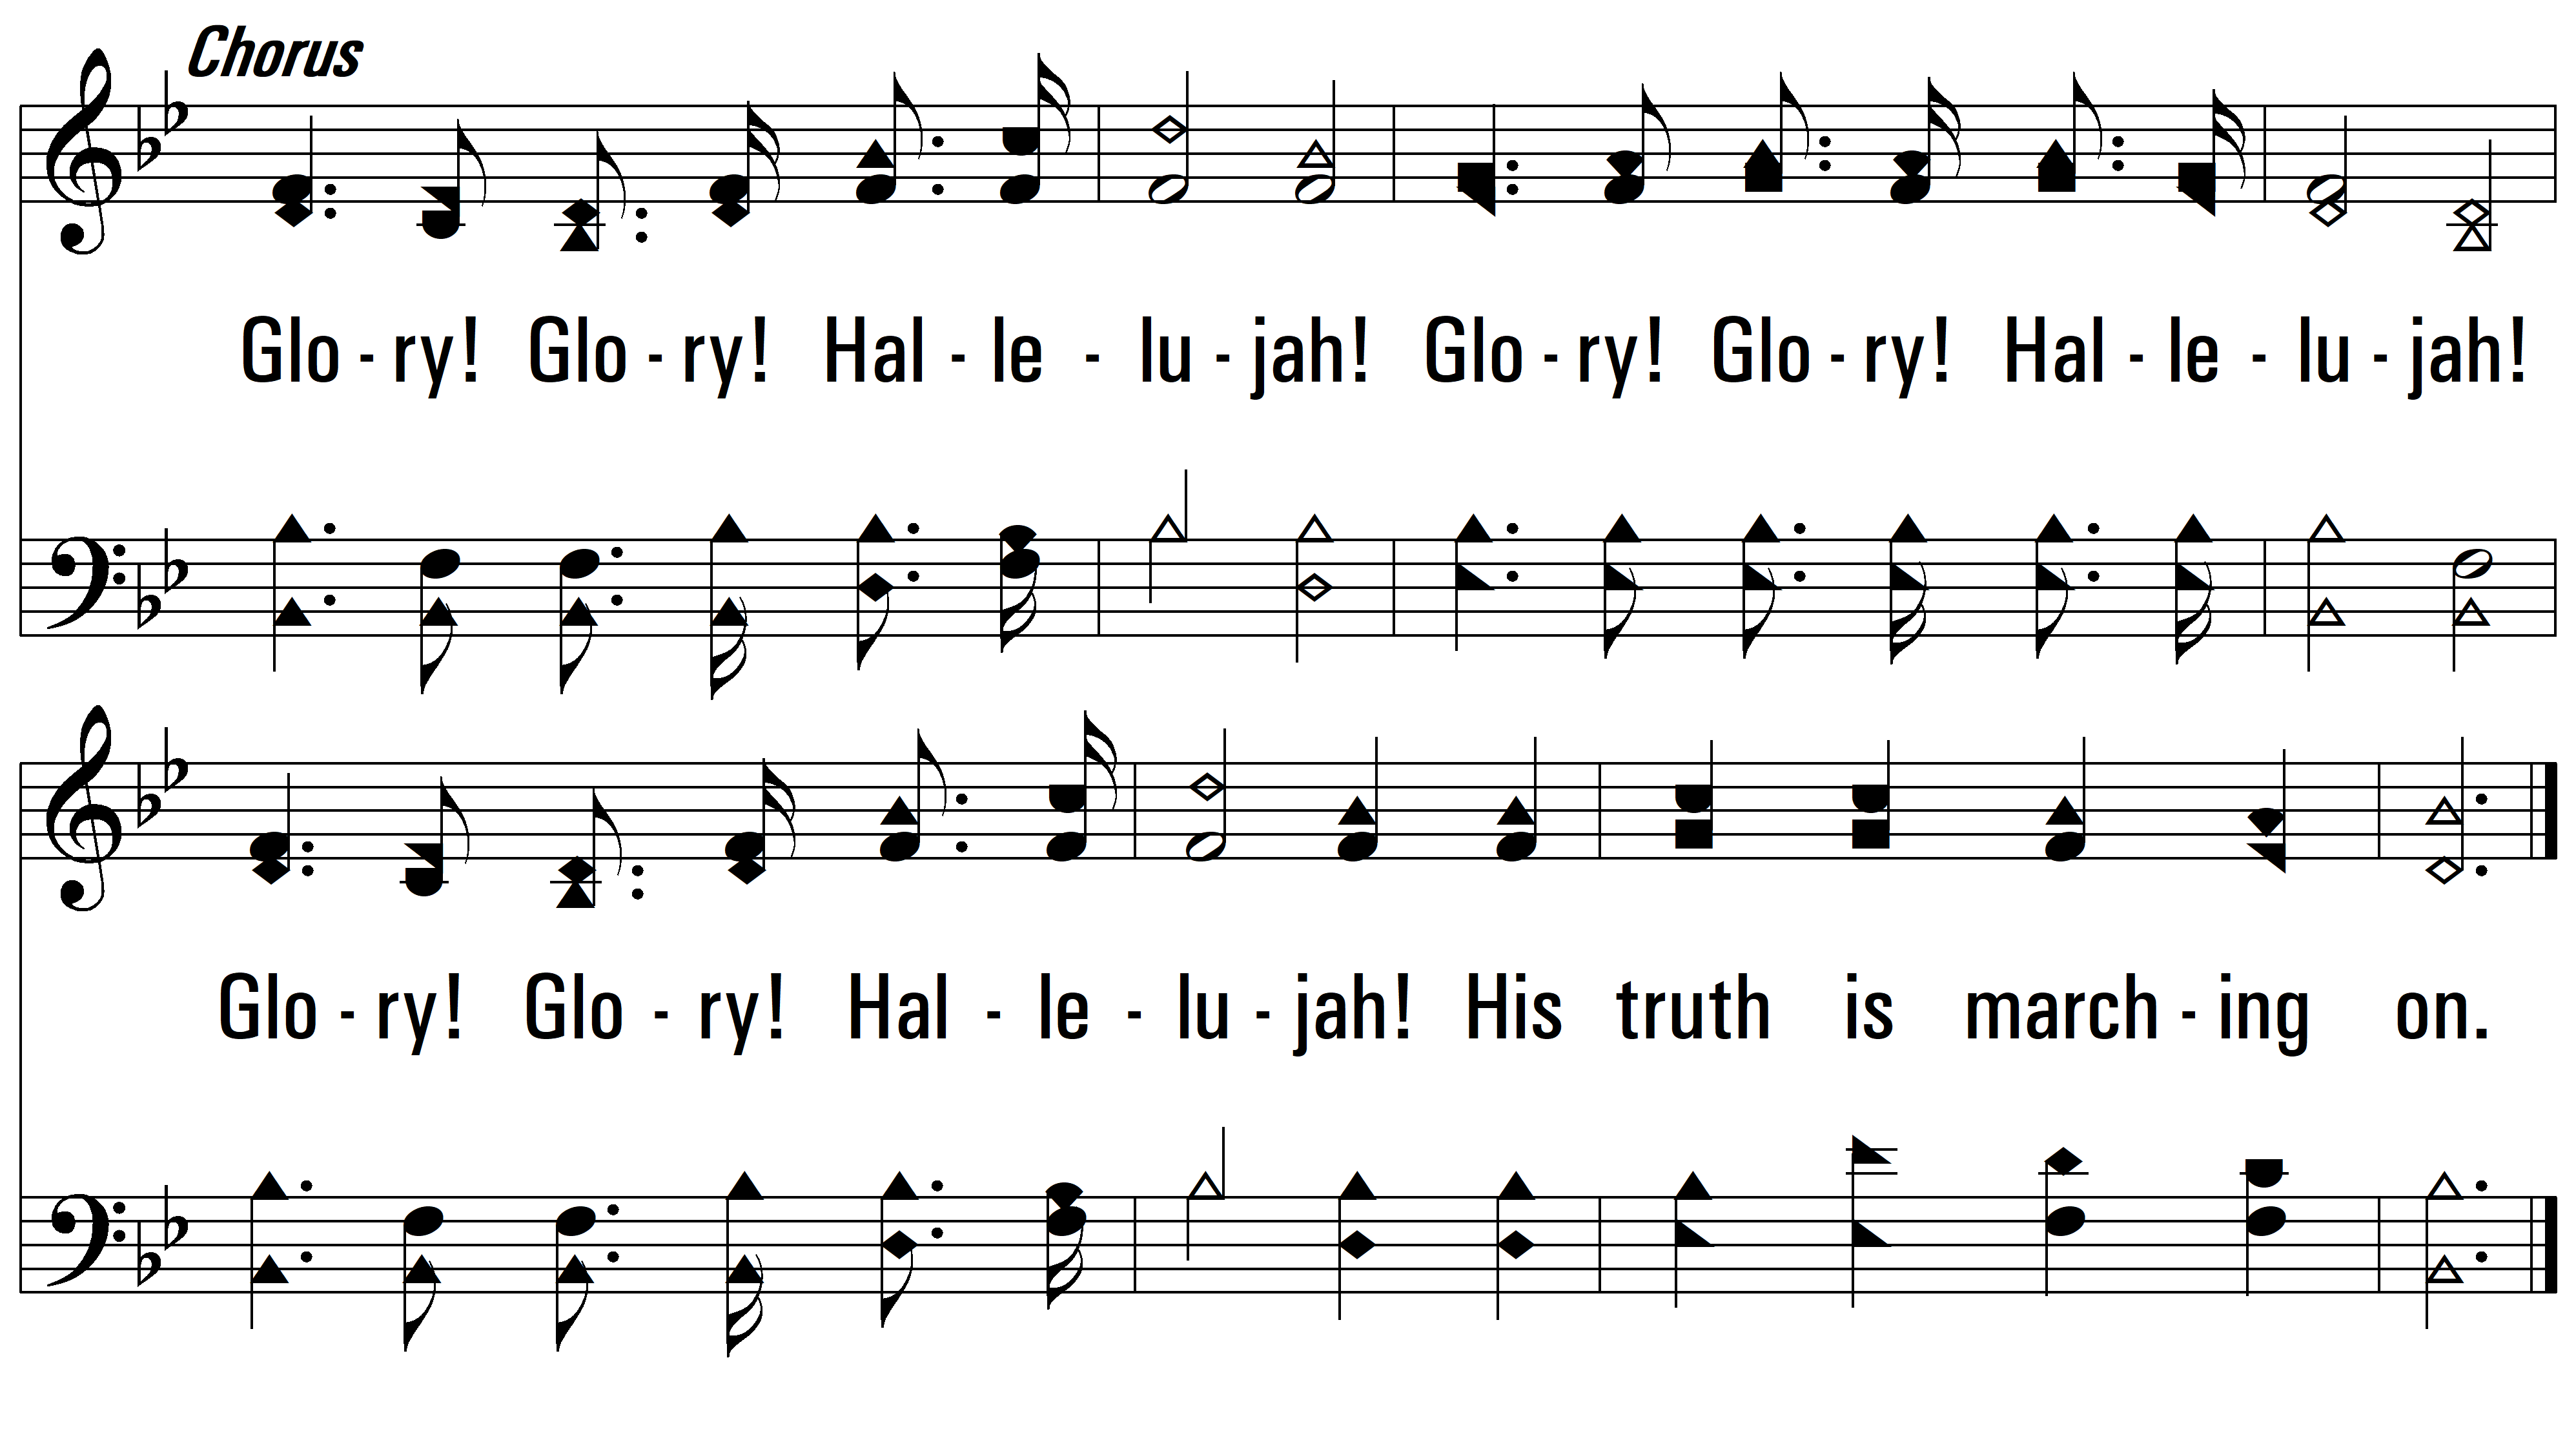 Chorus
Glo - ry! Glo - ry! Hal - le - lu - jah! Glo - ry! Glo - ry! Hal - le - lu - jah!
Glo - ry! Glo - ry! Hal - le - lu - jah! His truth is march - ing on.